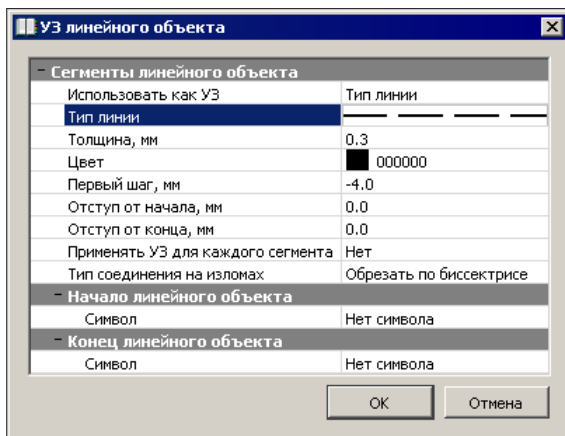 УЗ линейного объекта
Сегменты линейного объекта
Использовать как УЗ Тип линии
Тип линии
Толщина, мм 0.3
Цвет 000000
Первый шаг, мм -4.0
Отступ от начала, мм 0.0
Отступ от конца, мм 0.0
Применять УЗ для каждого сегмента Нет
Тип соединения на изломах Обрезать по биссектрисе
Начало линейного объекта
Символ Нет символа
Конец линейного объекта
Символ Нет символа
OK Отмена